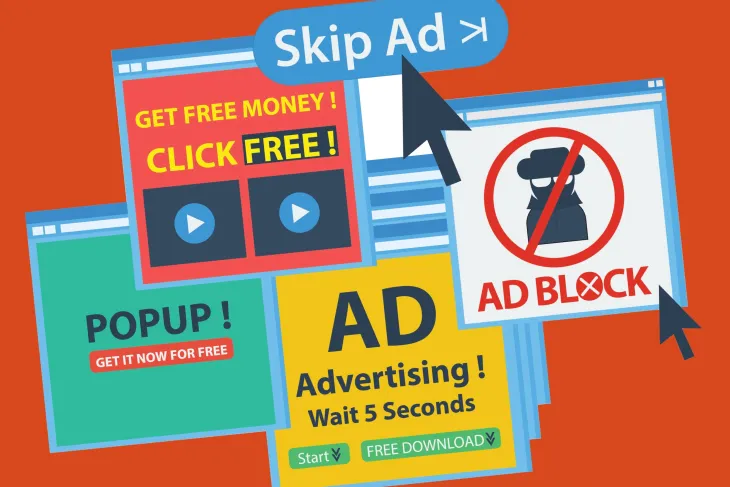 Skip Ad
GET FREE MONEY !
CLICK FREE !
AD BLOCK
POPUP !
GET IT NOW FOR FREE
AD
Advertising !
Wait 5 Seconds
Start
FREE DOWNLOAD